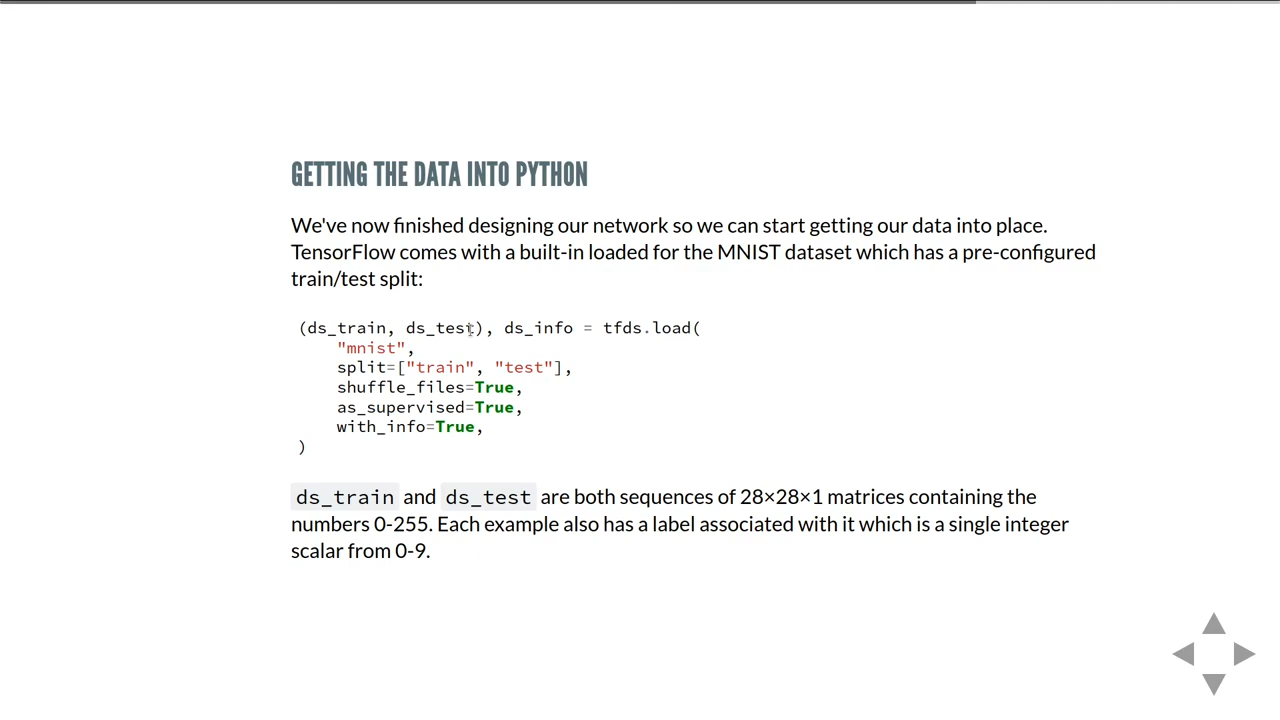 GETTING THE DATA INTO PYTHON
We've now finished designing our network so we can start getting our data into place.
TensorFlow comes with a built-in loaded for the MNIST dataset which has a pre-configured
train/test split:
(ds_train, ds_test), ds_info = tfds.load(
    "mnist",
    split=["train", "test"],
    shuffle_files=True,
    as_supervised=True,
    with_info=True,
)
ds_train and ds_test are both sequences of 28×28×1 matrices containing the
numbers 0-255. Each example also has a label associated with it which is a single integer
scalar from 0-9.